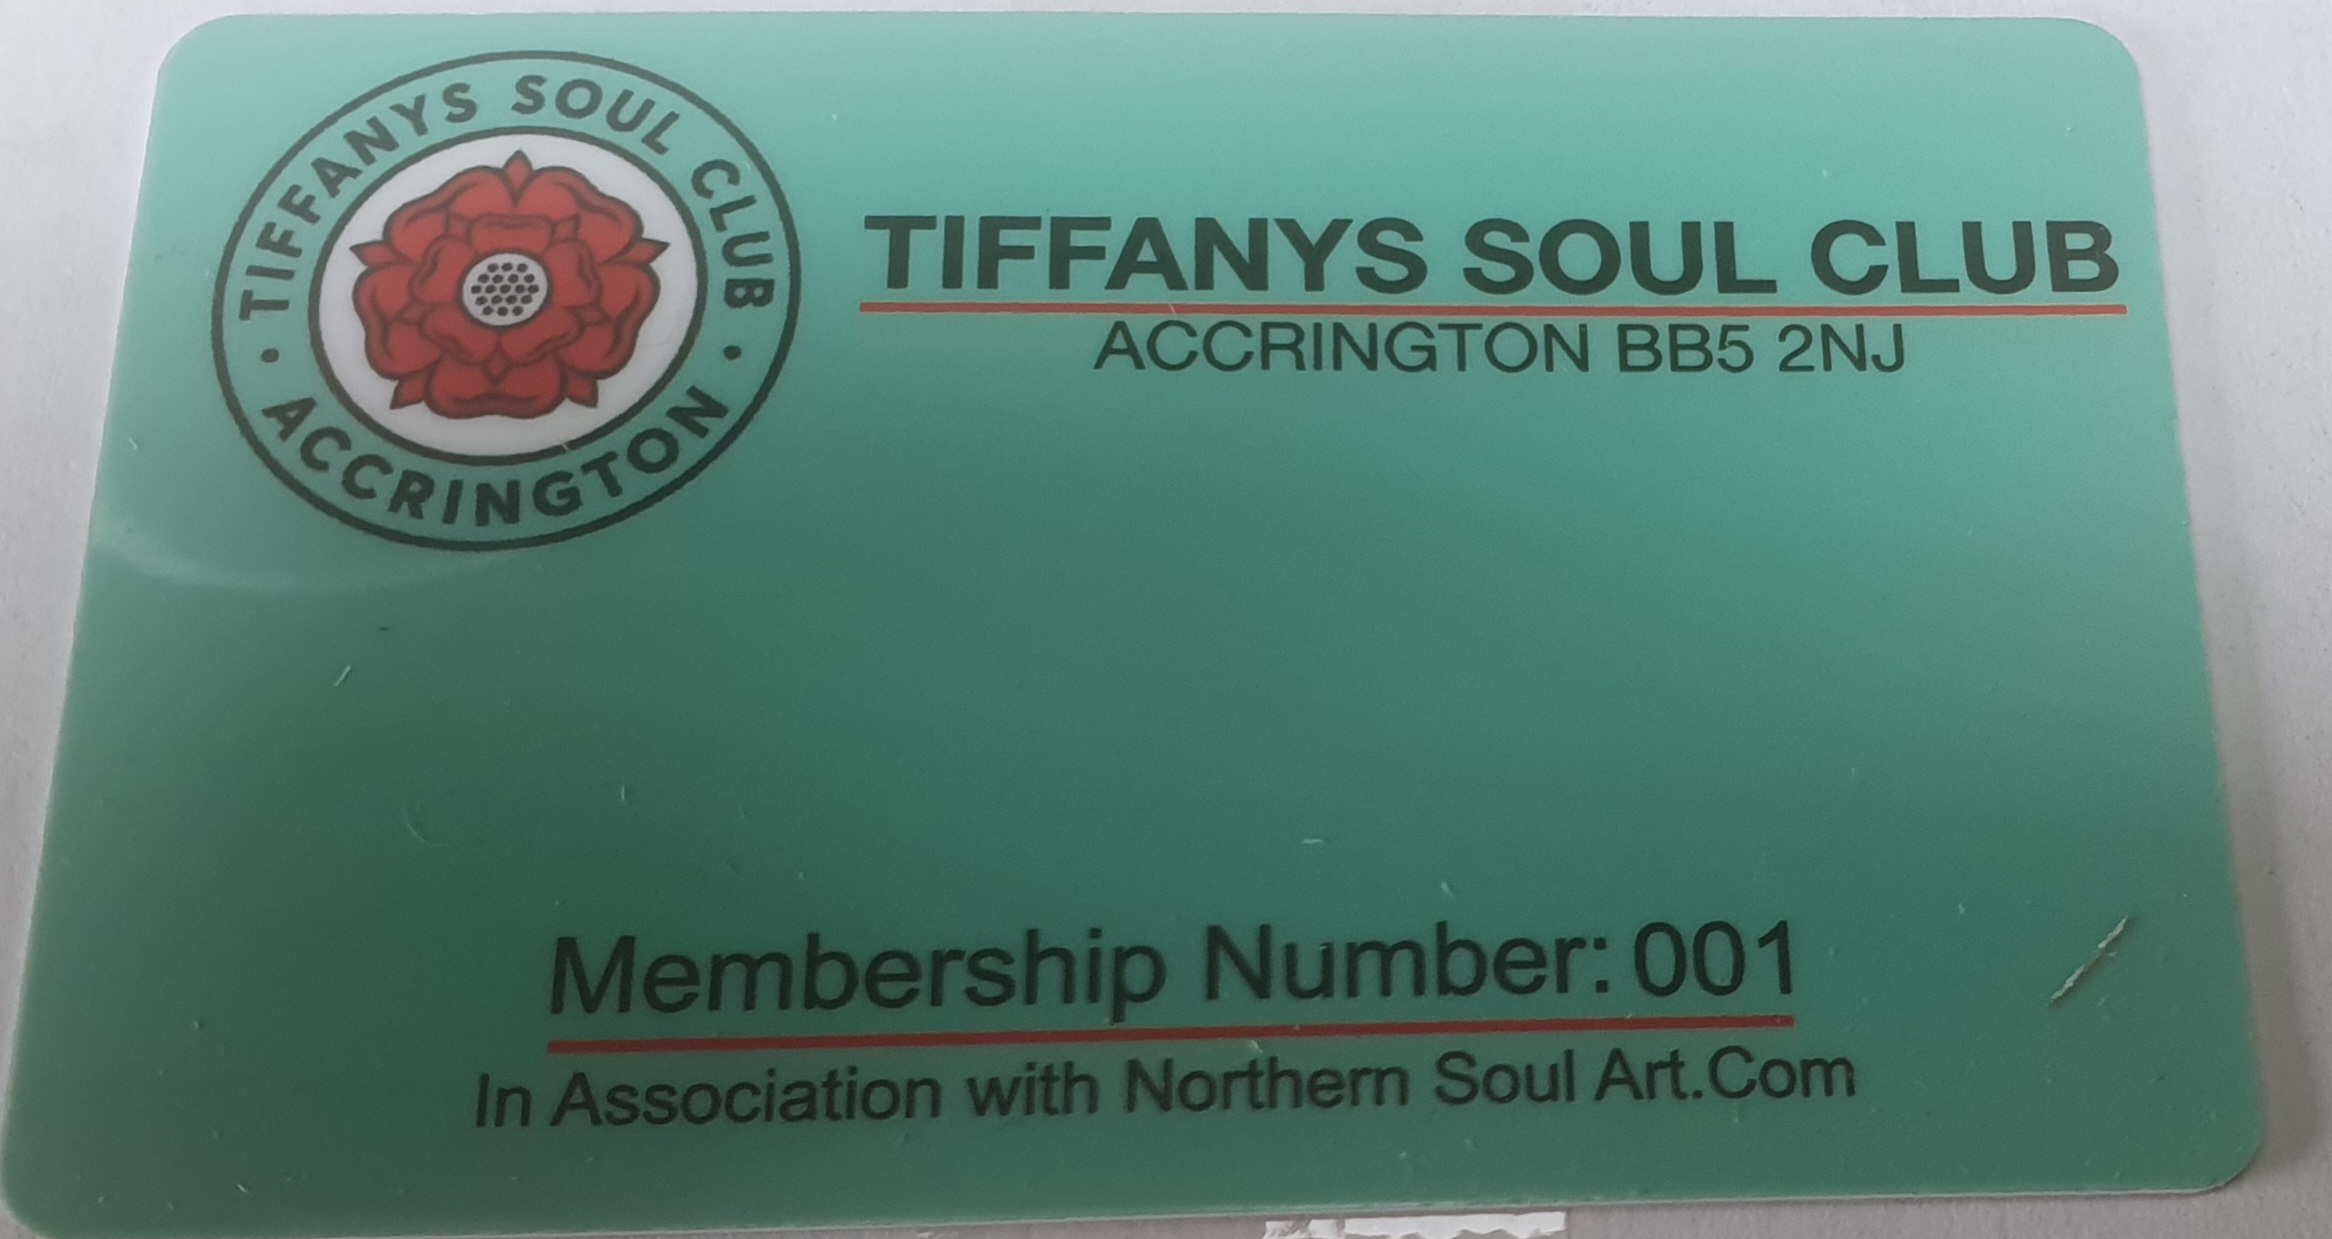 TIFFANYS SOUL CLUB
· ACCRINGTON ·
TIFFANYS SOUL CLUB
ACCRINGTON BB5 2NJ
Membership Number: 001
In Association with Northern Soul Art.Com